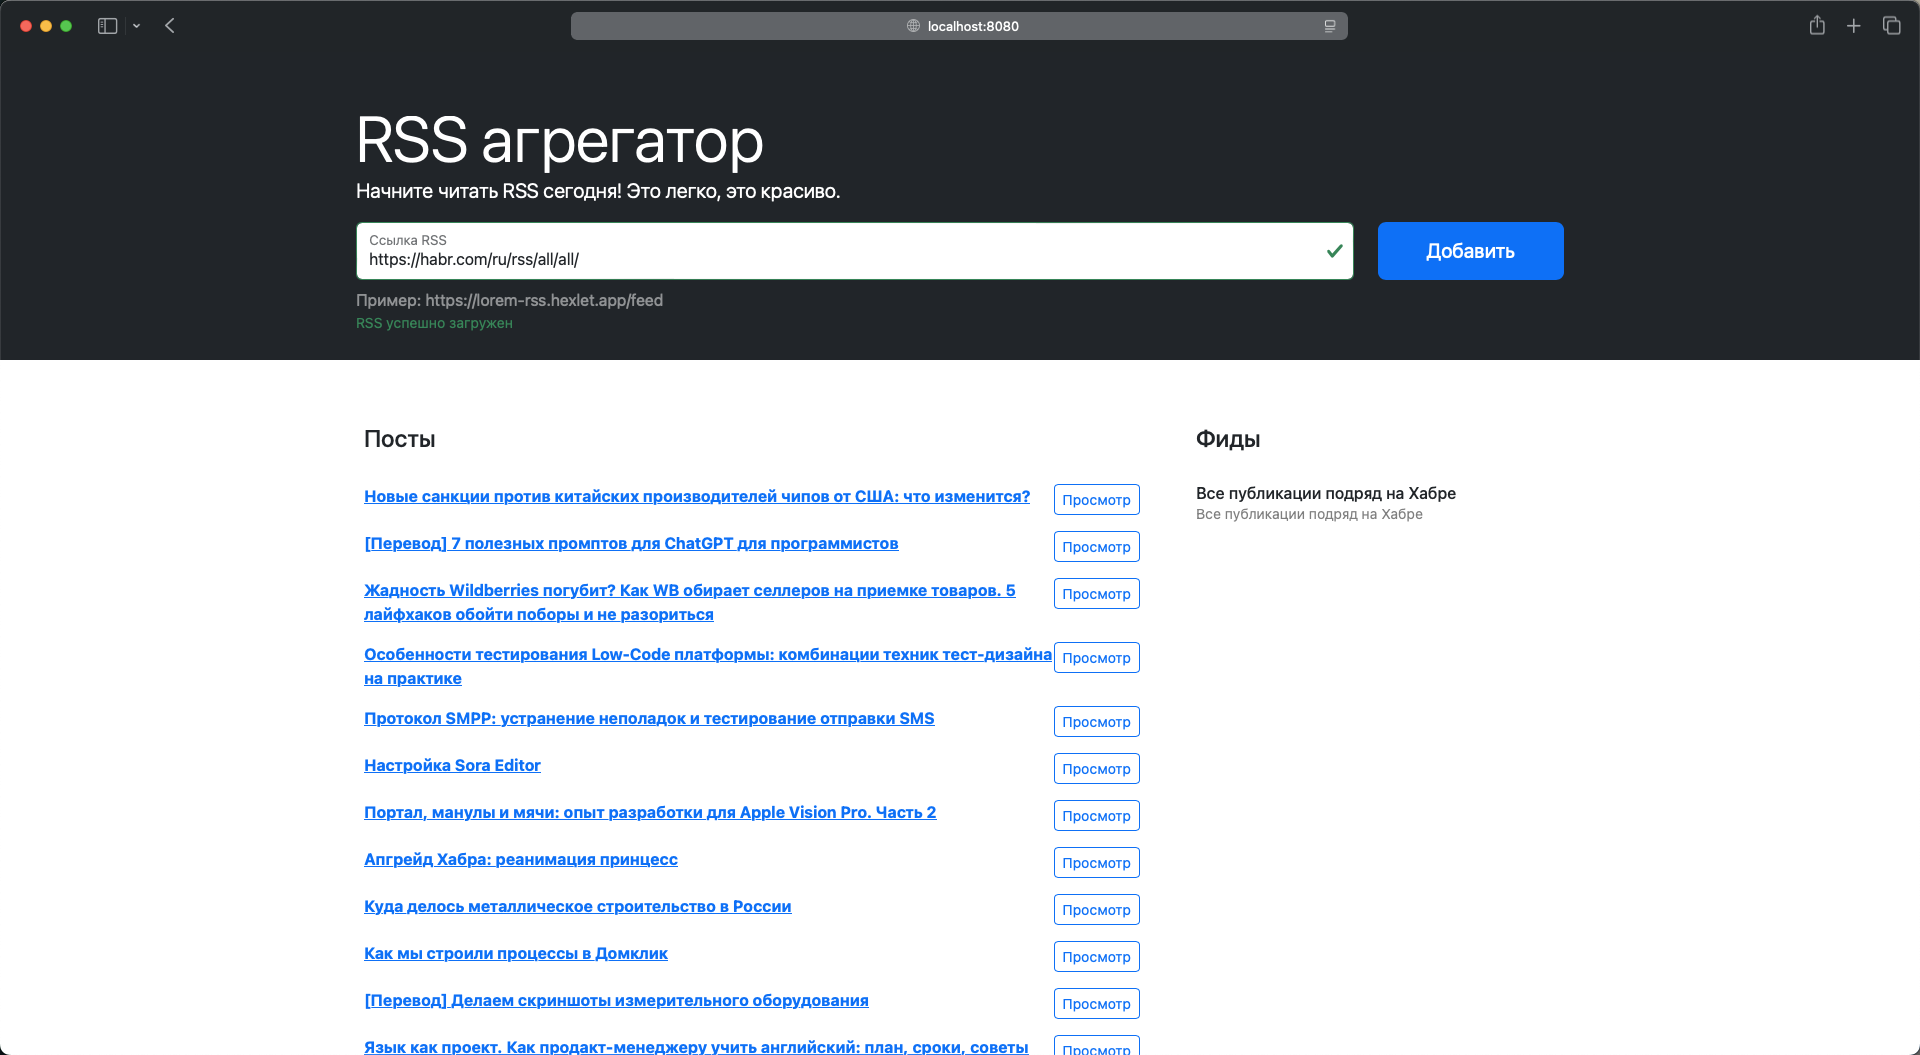 localhost:8080
RSS агрегатор
Начните читать RSS сегодня! Это легко, это красиво.
Ссылка RSS
https://habr.com/ru/rss/all/all/
Добавить
Пример: https://lorem-rss.hexlet.app/feed
RSS успешно загружен
Посты
Новые санкции против китайских производителей чипов от США: что изменится?
Просмотр
[Перевод] 7 полезных промптов для ChatGPT для программистов
Просмотр
Жадность Wildberries погубит? Как WB обирает селлеров на приемке товаров. 5
лайфхаков обойти поборы и не разориться
Просмотр
Особенности тестирования Low-Code платформы: комбинации техник тест-дизайна
на практике
Просмотр
Протокол SMPP: устранение неполадок и тестирование отправки SMS
Просмотр
Настройка Sora Editor
Просмотр
Портал, манулы и мячи: опыт разработки для Apple Vision Pro. Часть 2
Просмотр
Апгрейд Хабра: реанимация принцесс
Просмотр
Куда делось металлическое строительство в России
Просмотр
Как мы строили процессы в Домклик
Просмотр
[Перевод] Делаем скриншоты измерительного оборудования
Просмотр
Язык как проект. Как продакт-менеджеру учить английский: план, сроки, советы
Просмотр
Фиды
Все публикации подряд на Хабре
Все публикации подряд на Хабре